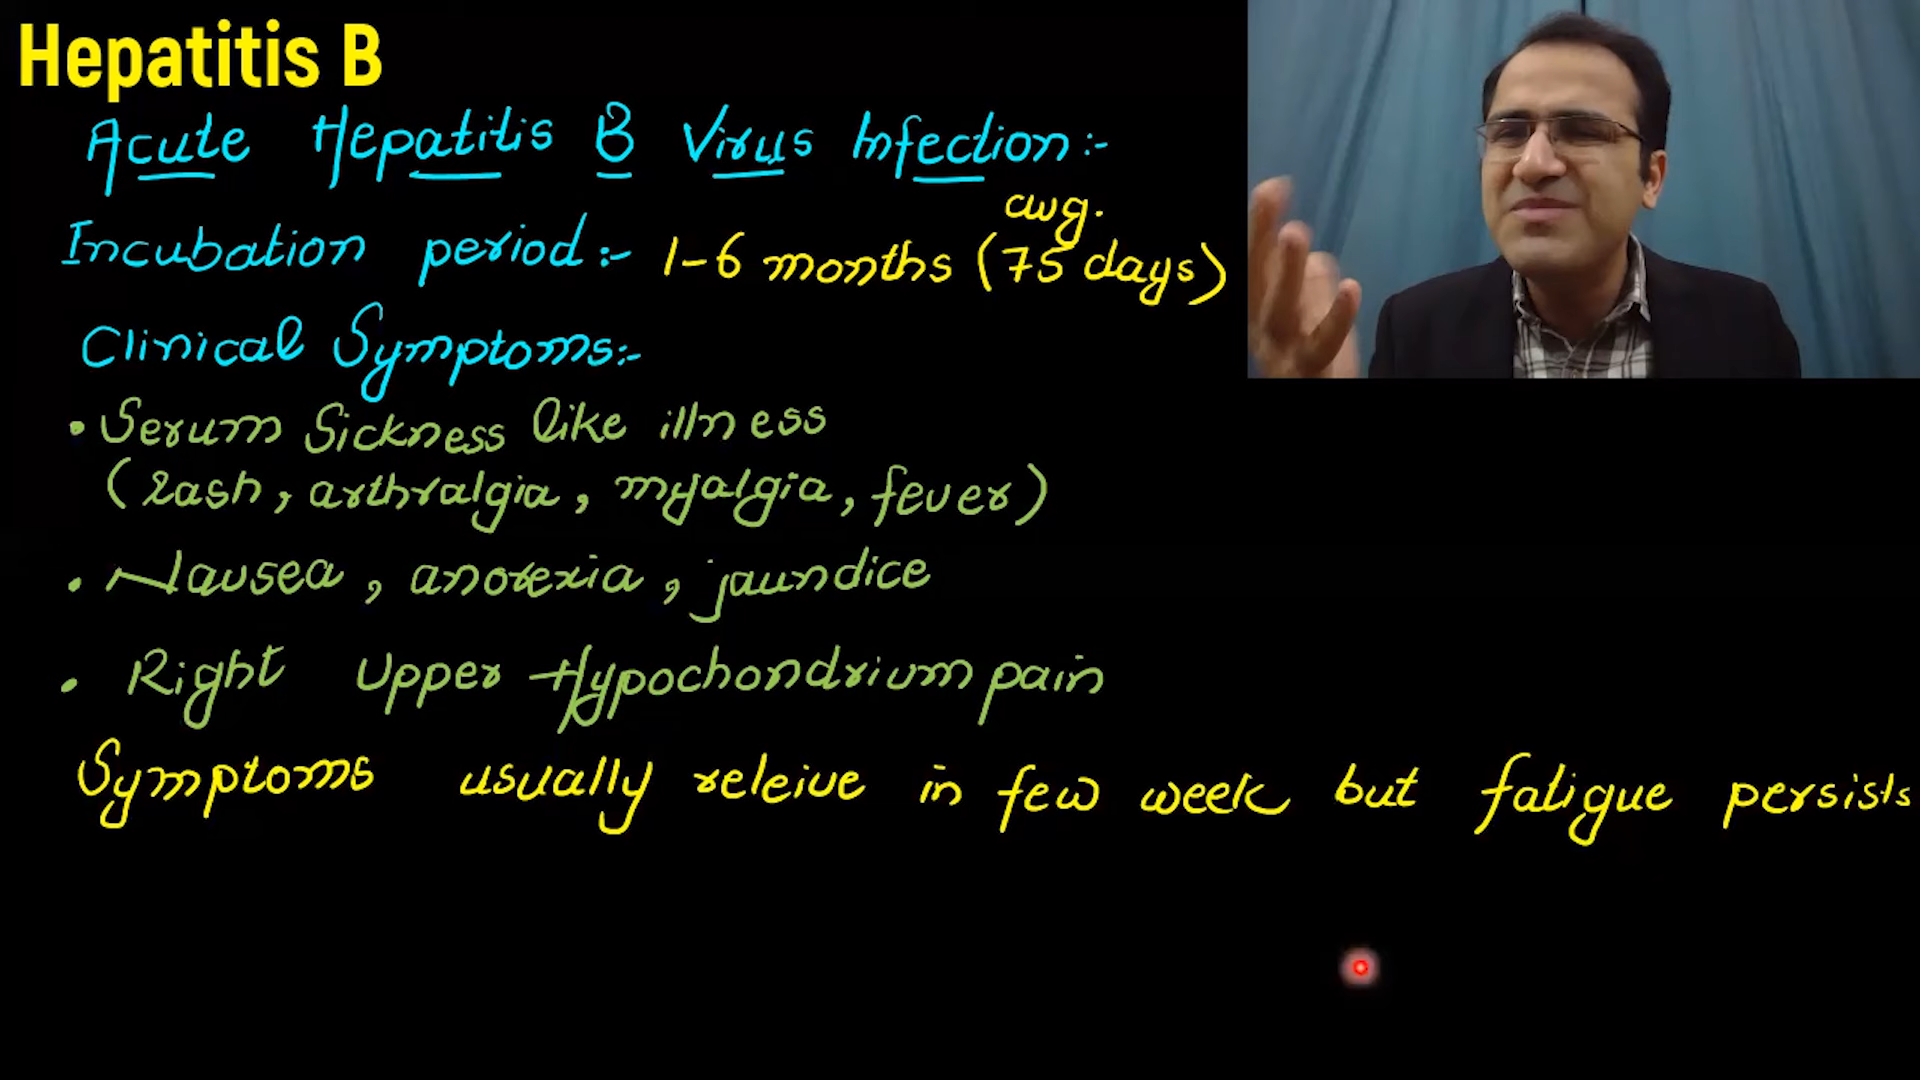 Hepatitis B
Acute Hepatitis B Virus Infection:-
avg.
Incubation period:- 1-6 months (75 days)
Clinical Symptoms:-
• Serum Sickness like illness
(rash, arthralgia, myalgia, fever)
• Nausea, anorexia, jaundice
• Right Upper Hypochondrium pain
Symptoms usually releive in few week but fatigue persists